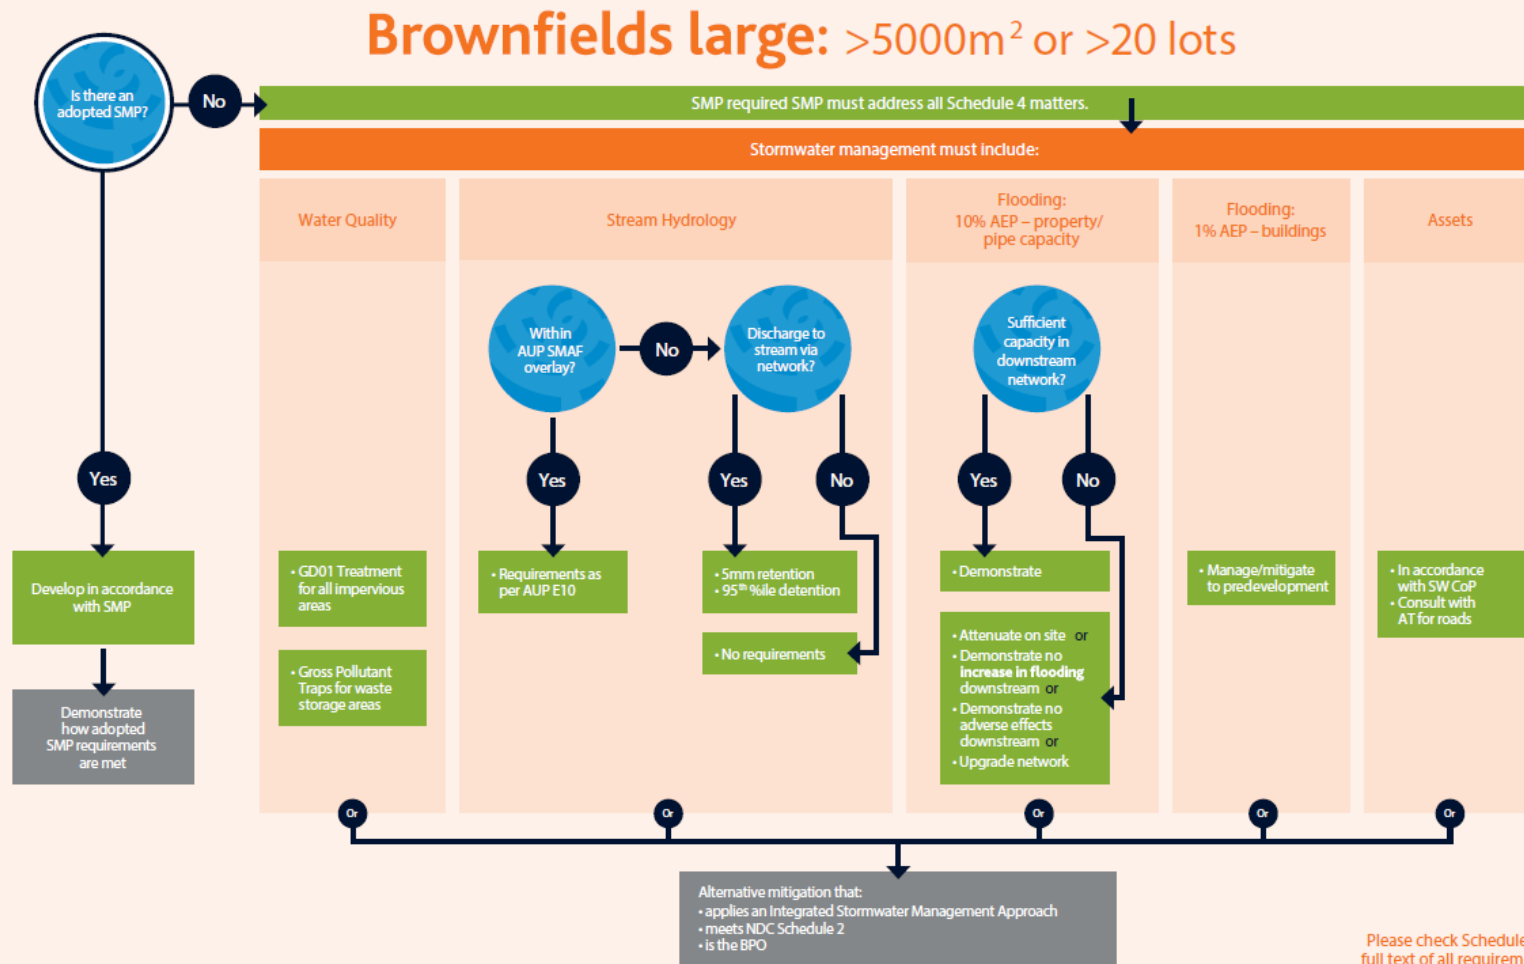 Brownfields large: >5000m² or >20 lots
Is there an
adopted SMP?
No
SMP required SMP must address all Schedule 4 matters.
Stormwater management must include:
Water Quality
Stream Hydrology
Flooding:
10% AEP – property/
pipe capacity
Flooding:
1% AEP – buildings
Assets
Within
AUP SMAF
overlay?
No
Discharge to
stream via
network?
Sufficient
capacity in
downstream
network?
Yes
Yes
Yes
No
Yes
No
Develop in accordance
with SMP
Demonstrate
how adopted
SMP requirements
are met
• GD01 Treatment
for all impervious
areas
• Gross Pollutant
Traps for waste
storage areas
• Requirements as
per AUP E10
• 5mm retention
• 95th %ile detention
• No requirements
• Demonstrate
• Attenuate on site or
• Demonstrate no
increase in flooding
downstream or
• Demonstrate no
adverse effects
downstream or
• Upgrade network
• Manage/mitigate
to predevelopment
• In accordance
with SW CoP
• Consult with
AT for roads
Or
Or
Or
Or
Or
Alternative mitigation that:
• applies an Integrated Stormwater Management Approach
• meets NDC Schedule 2
• is the BPO
Please check Schedule
full text of all requirem